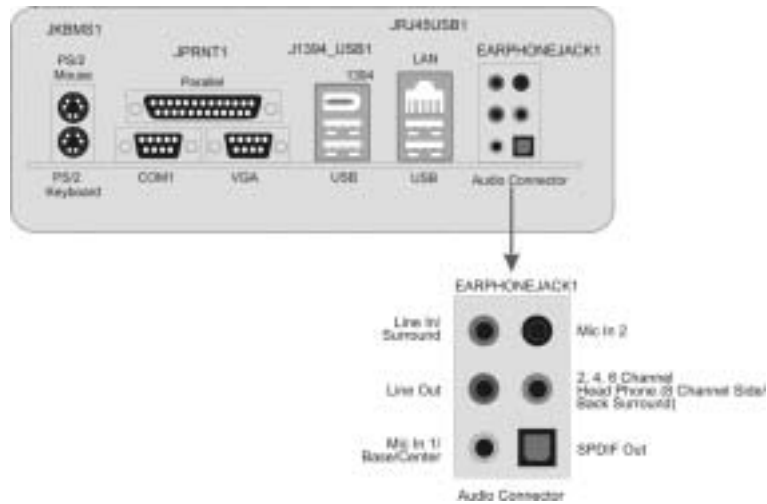 JKBMS1
PS/2
Mouse
JPRNT1
Parallel
J1394_USB1
1394
JRJ45USB1
LAN
EARPHONEJACK1
PS/2
Keyboard
COM1
VGA
USB
USB
Audio Connector
EARPHONEJACK1
Line In/
Surround
Mic In 2
Line Out
2, 4, 6 Channel
Head Phone (8 Channel Side/
Back Surround)
Mic In 1/
Base/Center
SPDIF Out
Audio Connector